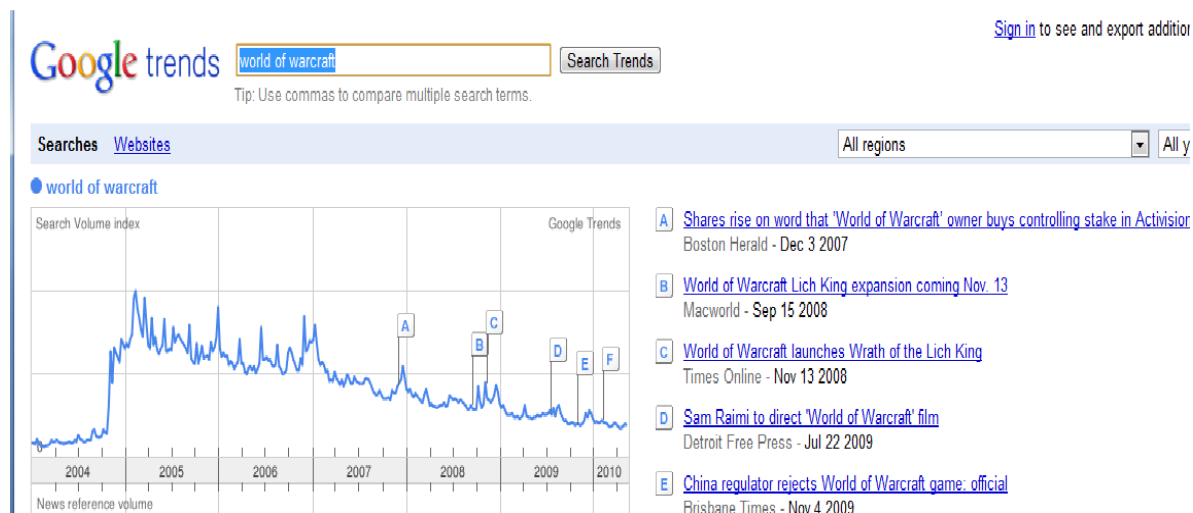 Sign in to see and export addition
Google trends
world of warcraft
Search Trends
Tip: Use commas to compare multiple search terms.
Searches Websites
All regions
All y
world of warcraft
Search Volume index
Google Trends
A
B
C
D
E
F
0
2004 2005 2006 2007 2008 2009 2010
News reference volume
A Shares rise on word that 'World of Warcraft' owner buys controlling stake in Activision
Boston Herald - Dec 3 2007
B World of Warcraft Lich King expansion coming Nov. 13
Macworld - Sep 15 2008
C World of Warcraft launches Wrath of the Lich King
Times Online - Nov 13 2008
D Sam Raimi to direct 'World of Warcraft' film
Detroit Free Press - Jul 22 2009
E China regulator rejects World of Warcraft game: official
Brisbane Times - Nov 4 2009